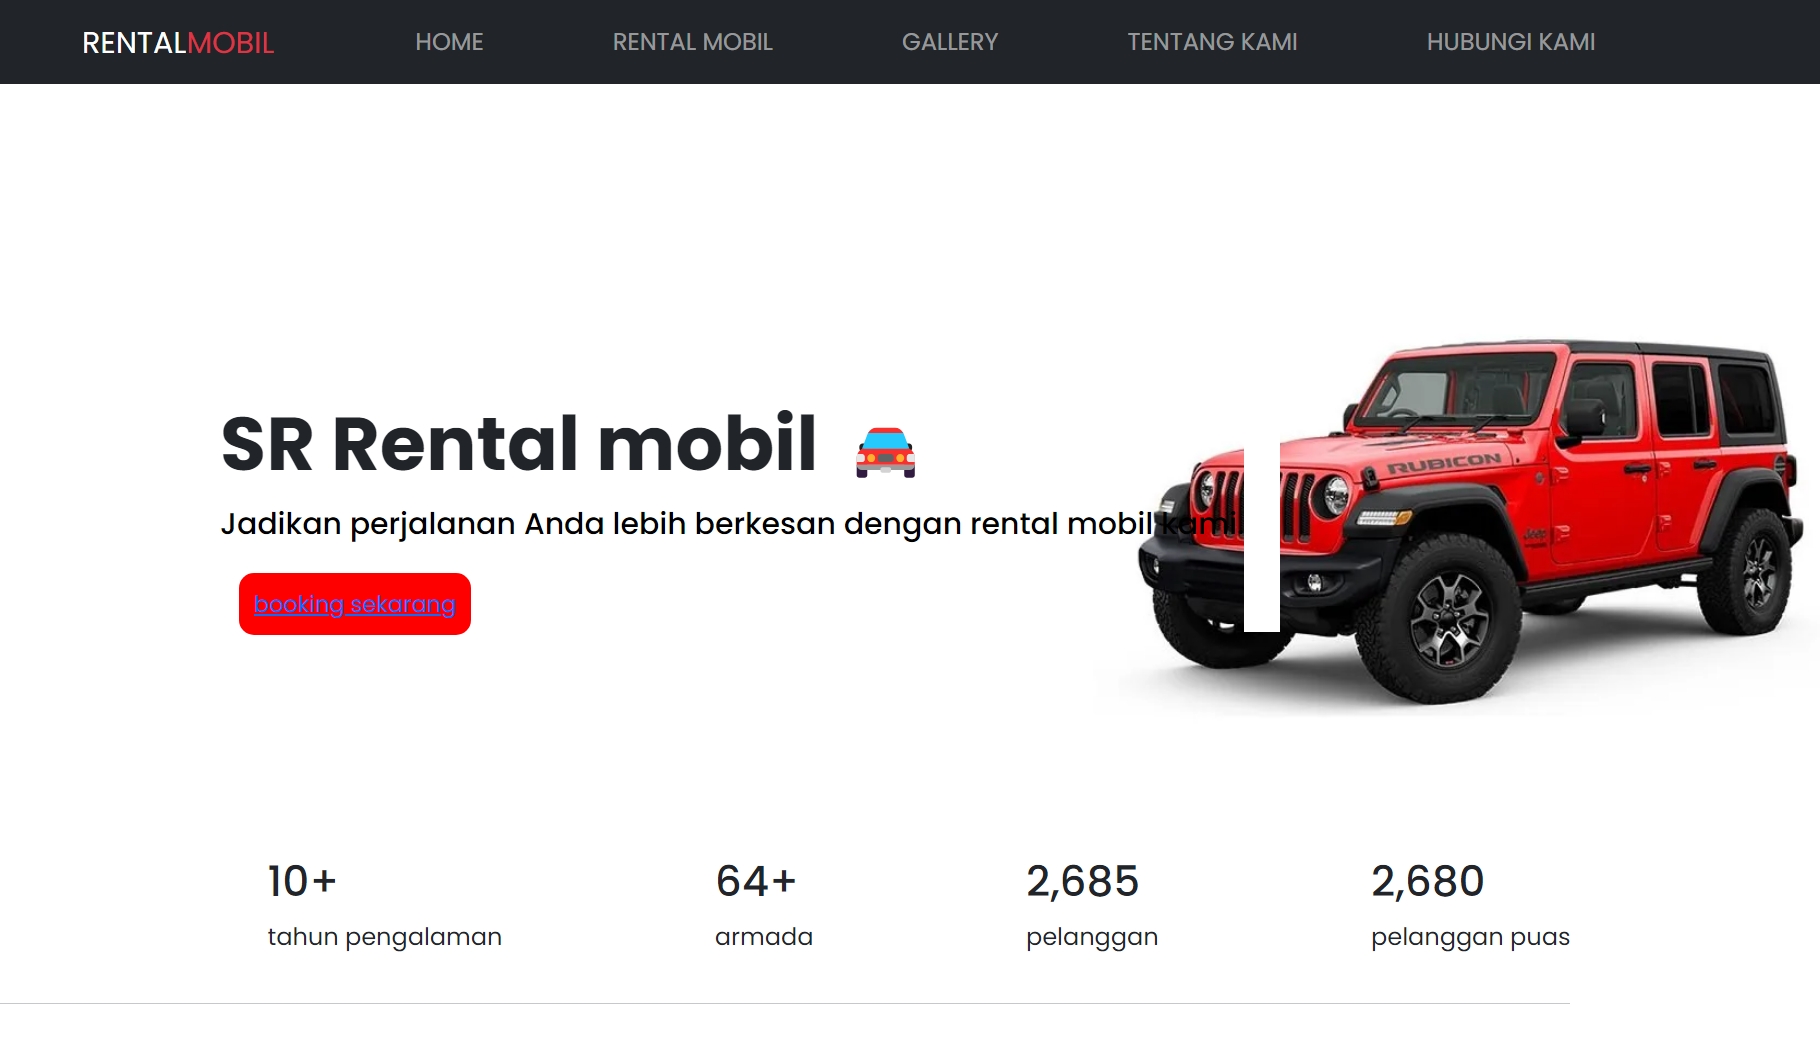 RENTALMOBIL HOME RENTAL MOBIL GALLERY TENTANG KAMI HUBUNGI KAMI
SR Rental mobil
Jadikan perjalanan Anda lebih berkesan dengan rental mobil kami.
booking sekarang
RUBICON
Jeep
10+ 64+ 2,685 2,680
tahun pengalaman armada pelanggan pelanggan puas